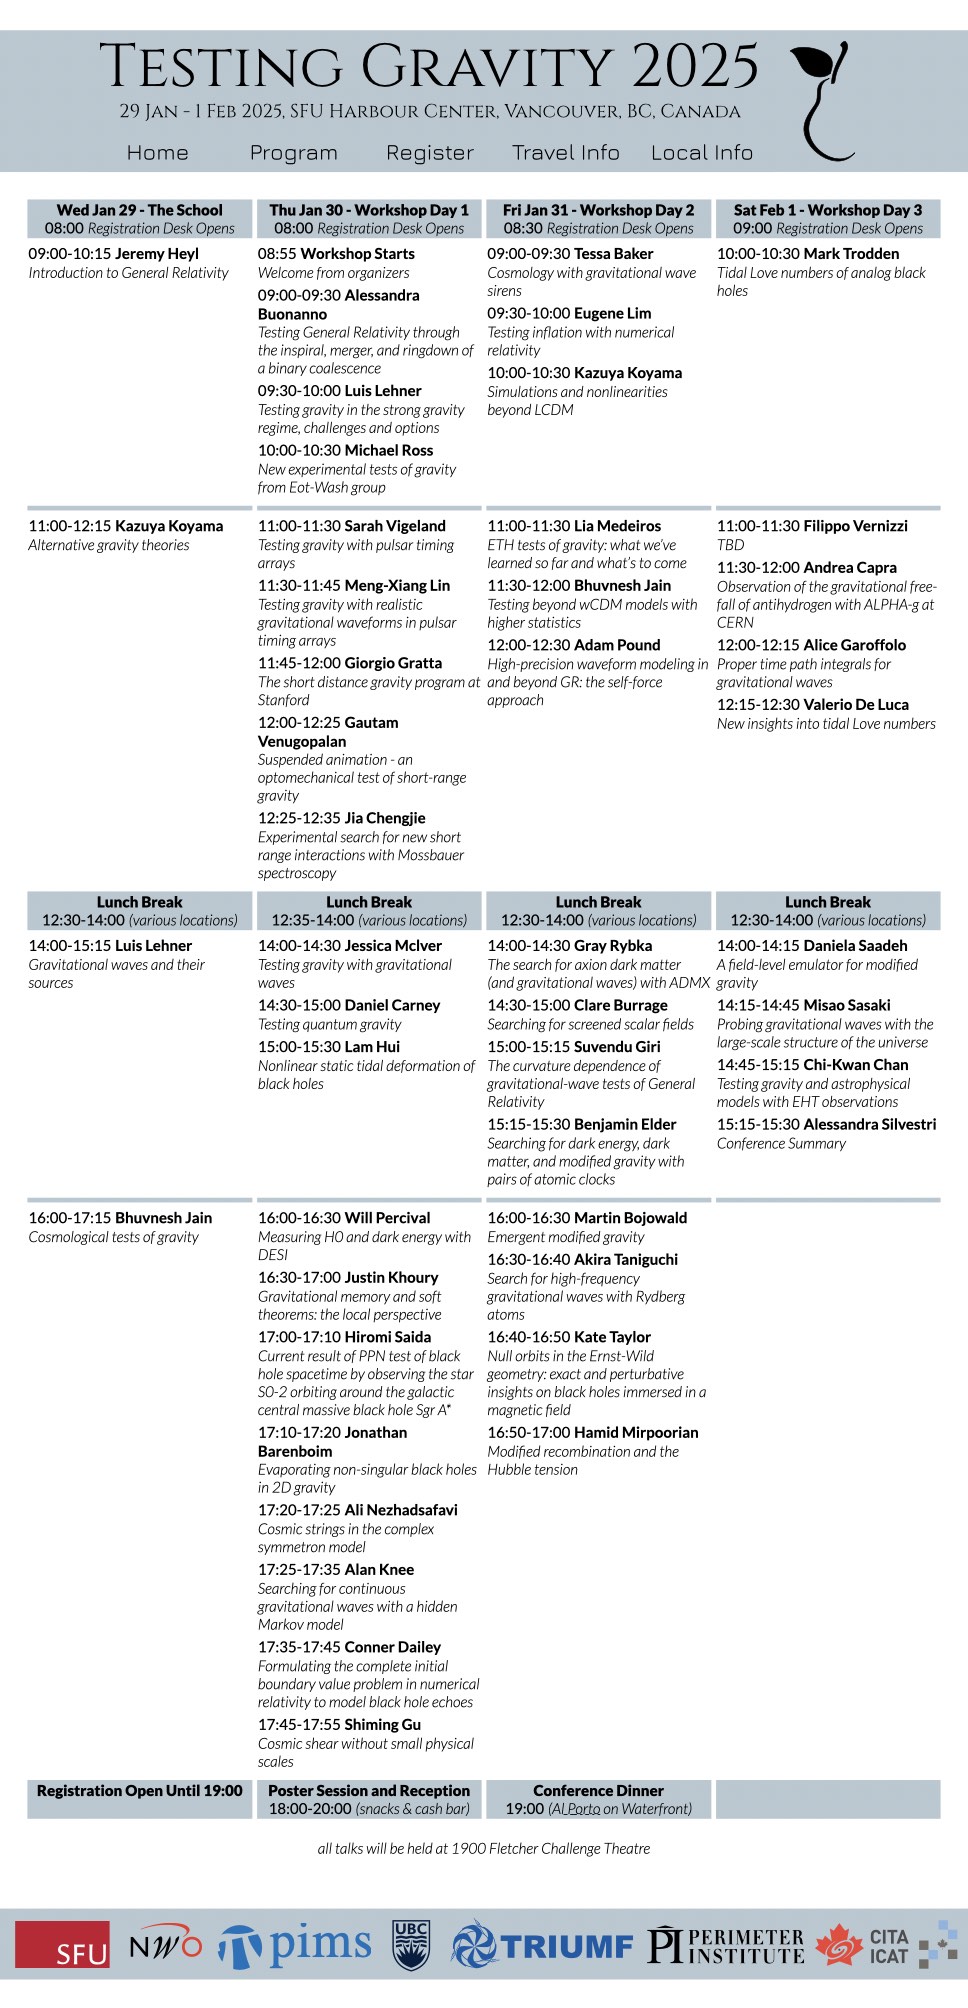 TESTING GRAVITY 2025
29 JAN - 1 FEB 2025, SFU HARBOUR CENTER, VANCOUVER, BC, CANADA
Home Program Register Travel Info Local Info
Wed Jan 29 - The School
08:00 Registration Desk Opens
09:00-10:15 Jeremy Heyl
Introduction to General Relativity
11:00-12:15 Kazuya Koyama
Alternative gravity theories
Lunch Break
12:30-14:00 (various locations)
14:00-15:15 Luis Lehner
Gravitational waves and their
sources
16:00-17:15 Bhuvnesh Jain
Cosmological tests of gravity
Registration Open Until 19:00
Thu Jan 30 - Workshop Day 1
08:00 Registration Desk Opens
08:55 Workshop Starts
Welcome from organizers
09:00-09:30 Alessandra
Buonanno
Testing General Relativity through
the inspiral, merger, and ringdown of
a binary coalescence
09:30-10:00 Luis Lehner
Testing gravity in the strong gravity
regime, challenges and options
10:00-10:30 Michael Ross
New experimental tests of gravity
from Eot-Wash group
11:00-11:30 Sarah Vigeland
Testing gravity with pulsar timing
arrays
11:30-11:45 Meng-Xiang Lin
Testing gravity with realistic
gravitational waveforms in pulsar
timing arrays
11:45-12:00 Giorgio Gratta
The short distance gravity program at
Stanford
12:00-12:25 Gautam
Venugopalan
Suspended animation - an
optomechanical test of short-range
gravity
12:25-12:35 Jia Chengjie
Experimental search for new short
range interactions with Mossbauer
spectroscopy
Lunch Break
12:35-14:00 (various locations)
14:00-14:30 Jessica McIver
Testing gravity with gravitational
waves
14:30-15:00 Daniel Carney
Testing quantum gravity
15:00-15:30 Lam Hui
Nonlinear static tidal deformation of
black holes
16:00-16:30 Will Percival
Measuring H0 and dark energy with
DESI
16:30-17:00 Justin Khoury
Gravitational memory and soft
theorems: the local perspective
17:00-17:10 Hiromi Saida
Current result of PPN test of black
hole spacetime by observing the star
S0-2 orbiting around the galactic
central massive black hole Sgr A*
17:10-17:20 Jonathan
Barenboim
Evaporating non-singular black holes
in 2D gravity
17:20-17:25 Ali Nezhadsafavi
Cosmic strings in the complex
symmetron model
17:25-17:35 Alan Knee
Searching for continuous
gravitational waves with a hidden
Markov model
17:35-17:45 Conner Dailey
Formulating the complete initial
boundary value problem in numerical
relativity to model black hole echoes
17:45-17:55 Shiming Gu
Cosmic shear without small physical
scales
Poster Session and Reception
18:00-20:00 (snacks & cash bar)
Fri Jan 31 - Workshop Day 2
08:30 Registration Desk Opens
09:00-09:30 Tessa Baker
Cosmology with gravitational wave
sirens
09:30-10:00 Eugene Lim
Testing inflation with numerical
relativity
10:00-10:30 Kazuya Koyama
Simulations and nonlinearities
beyond LCDM
11:00-11:30 Lia Medeiros
ETH tests of gravity: what we've
learned so far and what's to come
11:30-12:00 Bhuvnesh Jain
Testing beyond wCDM models with
higher statistics
12:00-12:30 Adam Pound
High-precision waveform modeling in
and beyond GR: the self-force
approach
Lunch Break
12:30-14:00 (various locations)
14:00-14:30 Gray Rybka
The search for axion dark matter
(and gravitational waves) with ADMX
14:30-15:00 Clare Burrage
Searching for screened scalar fields
15:00-15:15 Suvendu Giri
The curvature dependence of
gravitational-wave tests of General
Relativity
15:15-15:30 Benjamin Elder
Searching for dark energy, dark
matter, and modified gravity with
pairs of atomic clocks
16:00-16:30 Martin Bojowald
Emergent modified gravity
16:30-16:40 Akira Taniguchi
Search for high-frequency
gravitational waves with Rydberg
atoms
16:40-16:50 Kate Taylor
Null orbits in the Ernst-Wild
geometry: exact and perturbative
insights on black holes immersed in a
magnetic field
16:50-17:00 Hamid Mirpoorian
Modified recombination and the
Hubble tension
Conference Dinner
19:00 (Al Porto on Waterfront)
Sat Feb 1 - Workshop Day 3
09:00 Registration Desk Opens
10:00-10:30 Mark Trodden
Tidal Love numbers of analog black
holes
11:00-11:30 Filippo Vernizzi
TBD
11:30-12:00 Andrea Capra
Observation of the gravitational free-
fall of antihydrogen with ALPHA-g at
CERN
12:00-12:15 Alice Garoffolo
Proper time path integrals for
gravitational waves
12:15-12:30 Valerio De Luca
New insights into tidal Love numbers
Lunch Break
12:30-14:00 (various locations)
14:00-14:15 Daniela Saadeh
A field-level emulator for modified
gravity
14:15-14:45 Misao Sasaki
Probing gravitational waves with the
large-scale structure of the universe
14:45-15:15 Chi-Kwan Chan
Testing gravity and astrophysical
models with EHT observations
15:15-15:30 Alessandra Silvestri
Conference Summary
all talks will be held at 1900 Fletcher Challenge Theatre
SFU
NWO
pims
UBC
TRIUMF
PI PERIMETER
INSTITUTE
CITA
ICAT